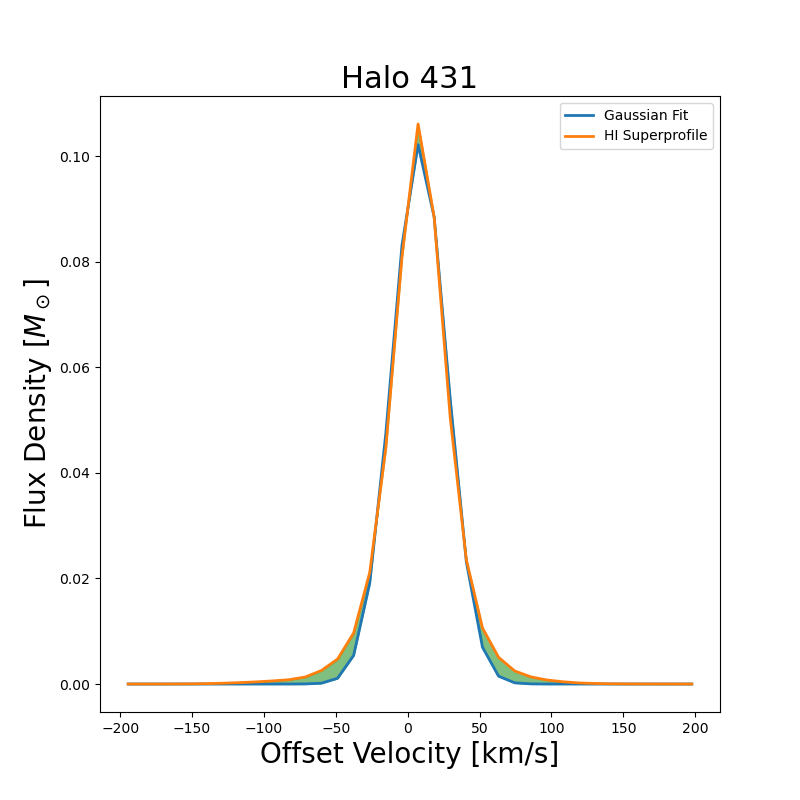 Halo 431
Gaussian Fit
HI Superprofile
Flux Density [M_⊙]
0.10
0.08
0.06
0.04
0.02
0.00
−200 −150 −100 −50 0 50 100 150 200
Offset Velocity [km/s]